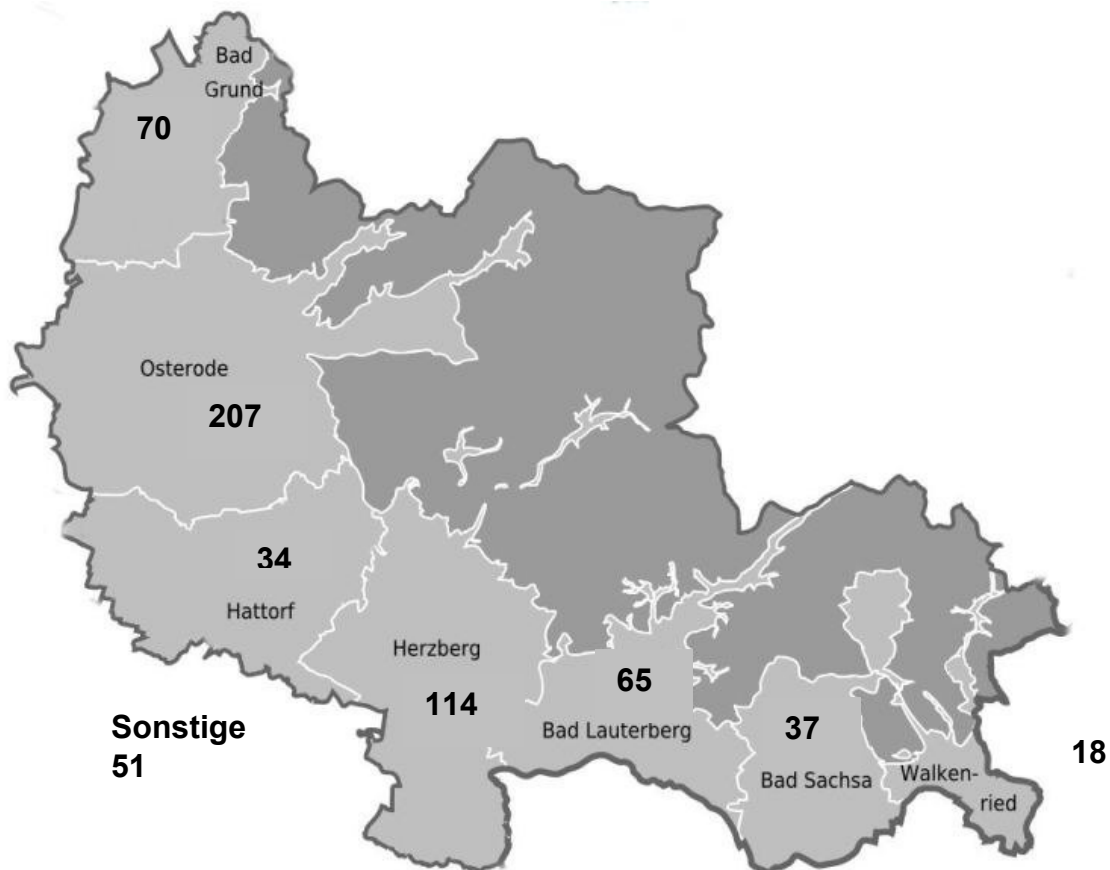 Bad
Grund
70
Osterode
207
34
Hattorf
Herzberg
114
65
Bad Lauterberg
37
Bad Sachsa
Walken-
ried
18
Sonstige
51